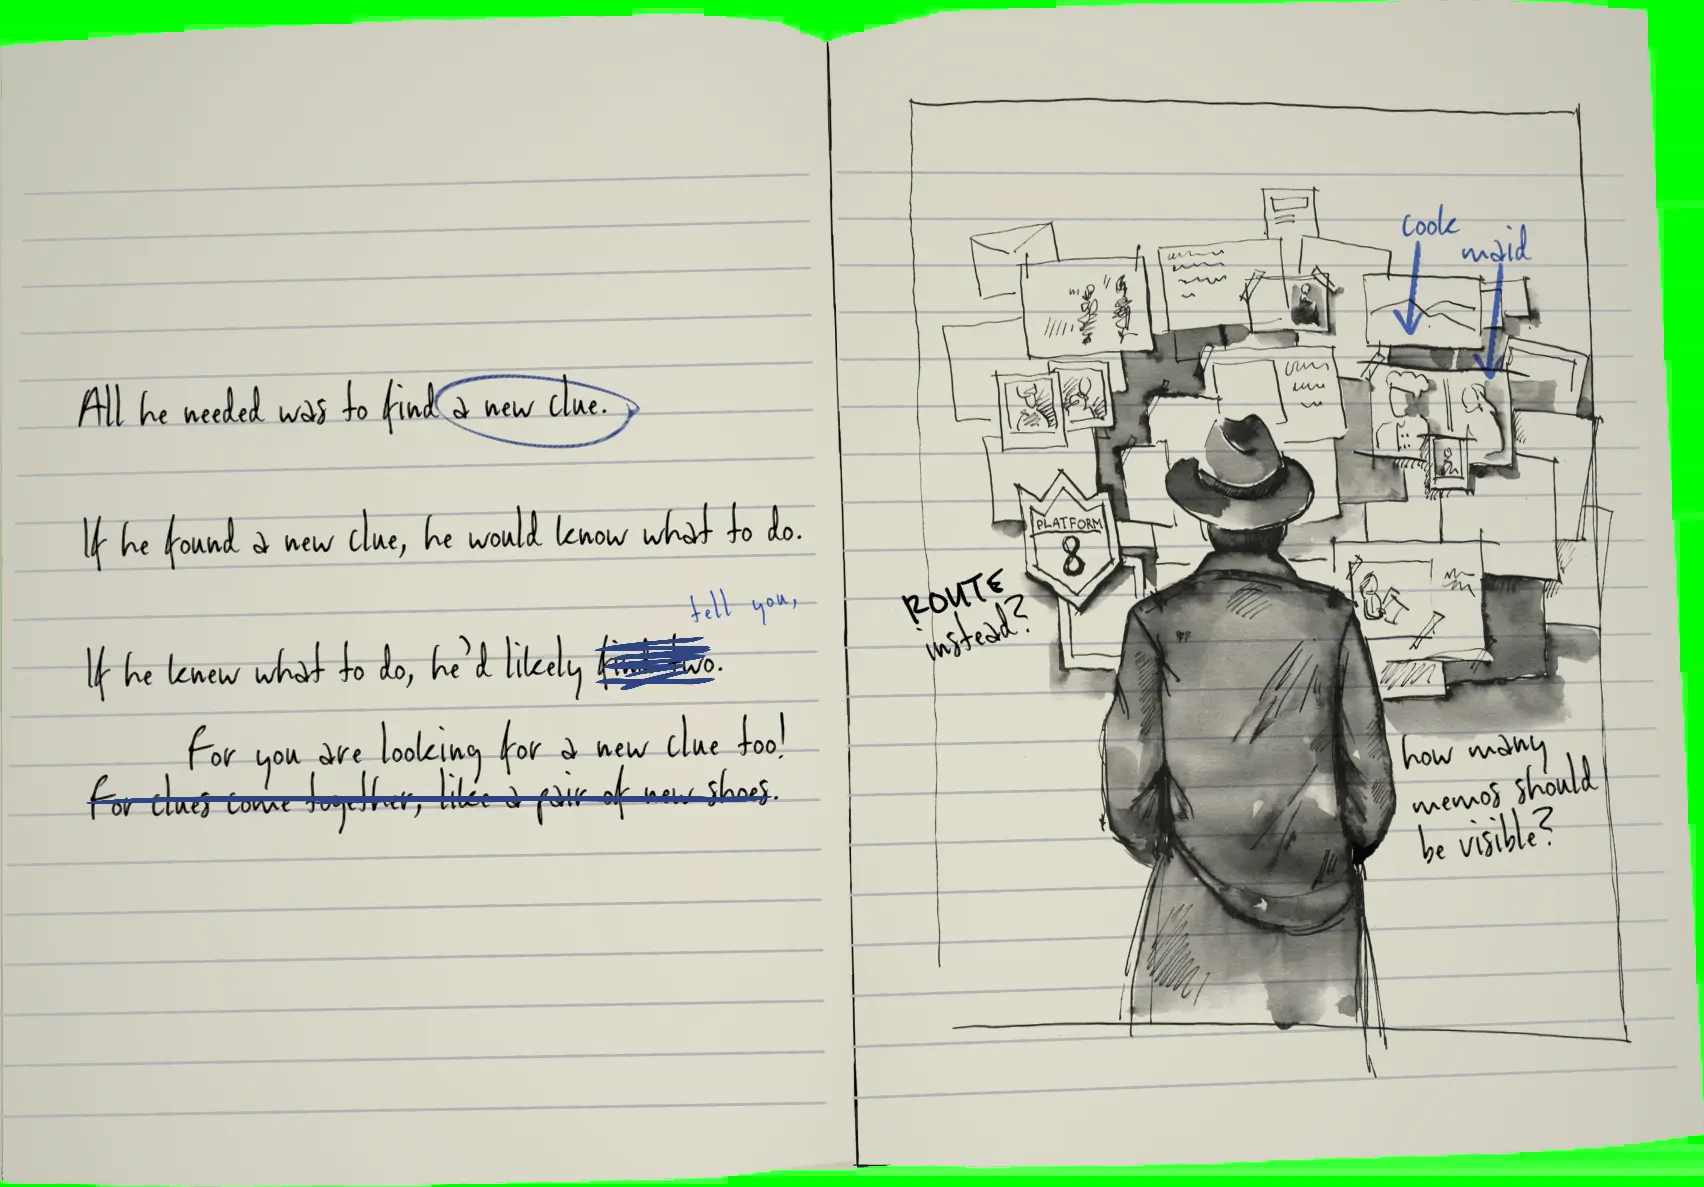 All he needed was to find a new clue.
If he found a new clue, he would know what to do.
tell you,
If he knew what to do, he'd likely find two.
For you are looking for a new clue too!
For clues come together, like a pair of new shoes.
cook
maid
PLATFORM
8
ROUTE
instead?
how many
memos should
be visible?